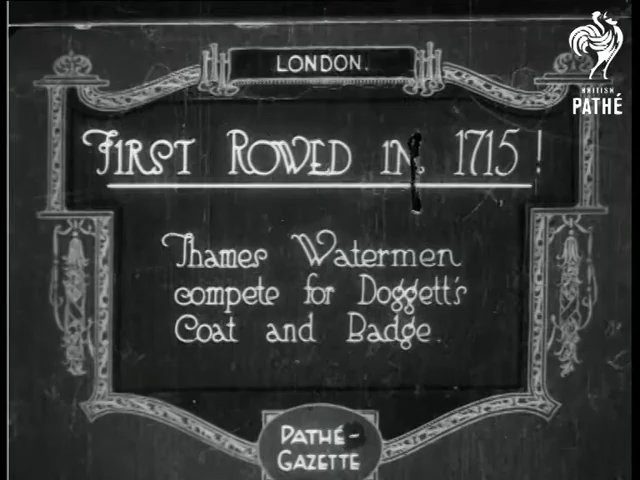 LONDON.
BRITISH
PATHÉ
FIRST ROWED IN 1715!
Thames Watermen
compete for Doggett's
Coat and Badge.
PATHÉ-
GAZETTE